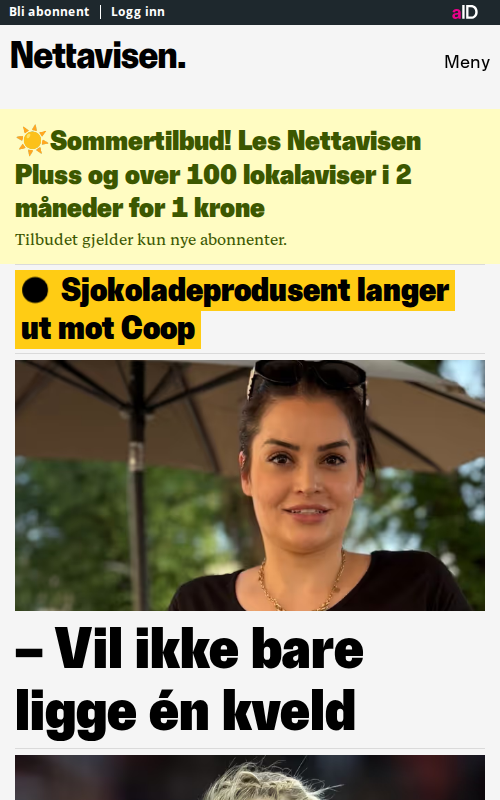 Bli abonnent
Logg inn
aID
Nettavisen.
Meny
☀️Sommertilbud! Les Nettavisen
Pluss og over 100 lokalaviser i 2
måneder for 1 krone
Tilbudet gjelder kun nye abonnenter.
Sjokoladeprodusent langer
ut mot Coop
– Vil ikke bare
ligge én kveld